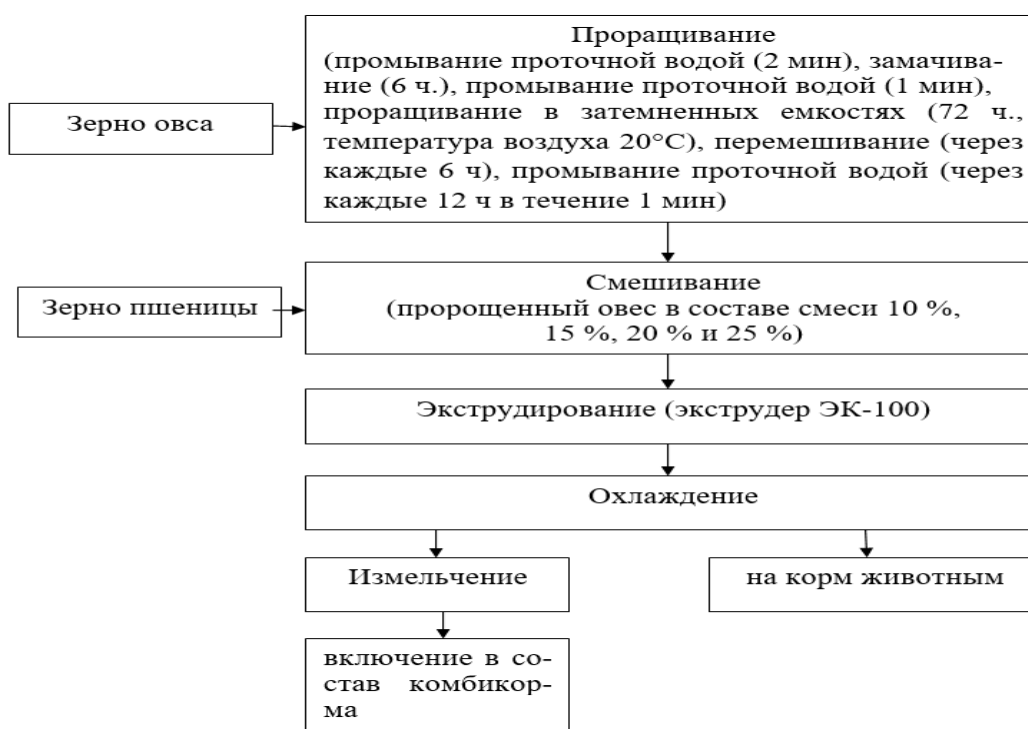 Проращивание
(промывание проточной водой (2 мин), замачива-
ние (6 ч.), промывание проточной водой (1 мин),
проращивание в затемненных емкостях (72 ч.,
температура воздуха 20°С), перемешивание (через
каждые 6 ч), промывание проточной водой (через
каждые 12 ч в течение 1 мин)
Зерно овса
Смешивание
(пророщенный овес в составе смеси 10 %,
15 %, 20 % и 25 %)
Зерно пшеницы
Экструдирование (экструдер ЭК-100)
Охлаждение
Измельчение
на корм животным
включение в со-
став комбикор-
ма